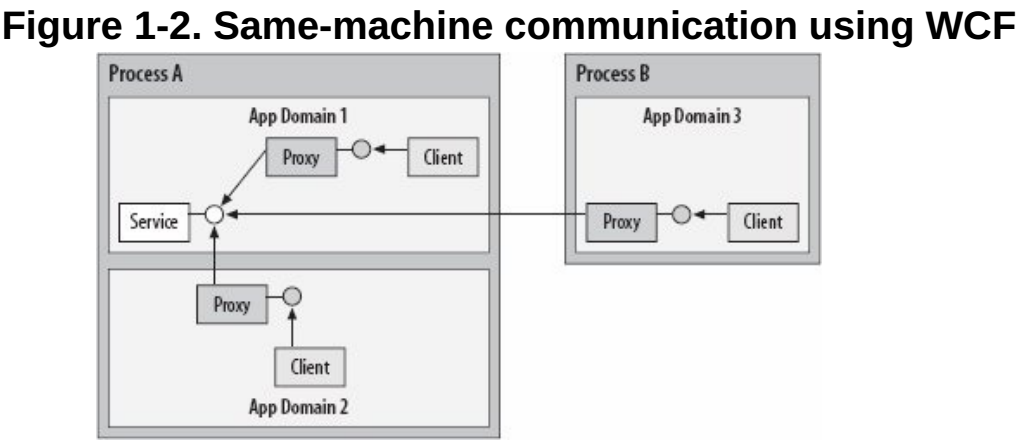 Figure 1-2. Same-machine communication using WCF
Process A
App Domain 1
Proxy
Client
Service
Proxy
Client
App Domain 2
Process B
App Domain 3
Proxy
Client